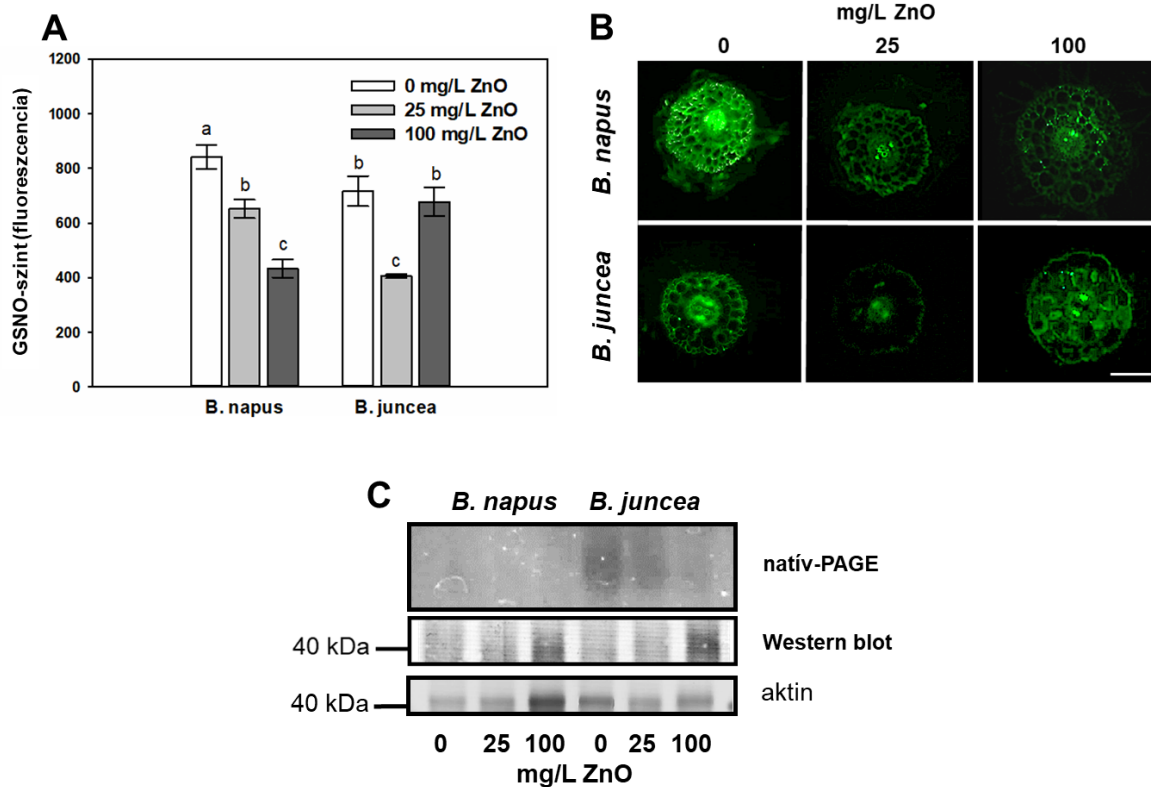 A
1200
1000
800
600
400
200
0
GSNO-szint (fluoreszcencia)
0 mg/L ZnO
25 mg/L ZnO
100 mg/L ZnO
a
b
c
b
c
b
B. napus
B. juncea
B
mg/L ZnO
0 25 100
B. napus
B. juncea
C
B. napus B. juncea
natív-PAGE
40 kDa
Western blot
40 kDa
aktin
0 25 100 0 25 100
mg/L ZnO